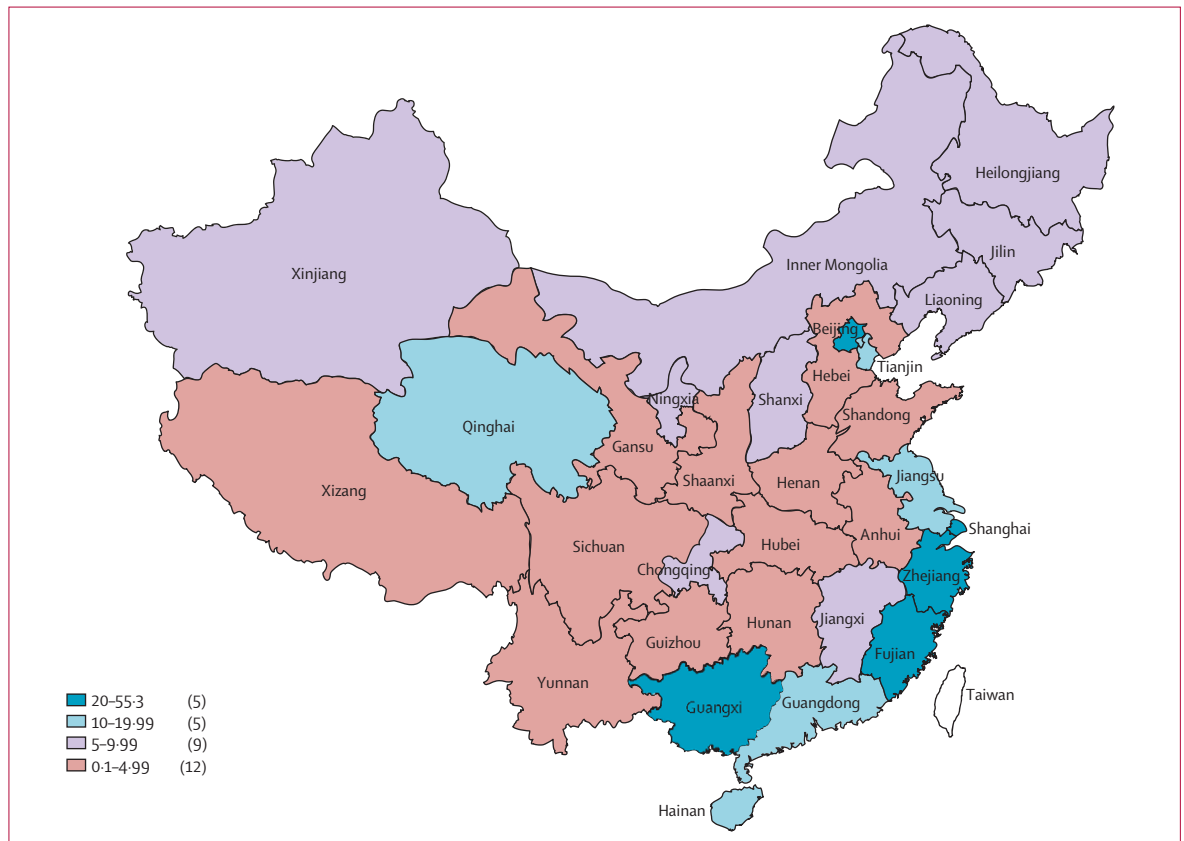 Heilongjiang
Jilin
Xinjiang
Inner Mongolia
Liaoning
Beijing
Tianjin
Hebei
Ningxia
Shanxi
Shandong
Qinghai
Gansu
Jiangsu
Shaanxi
Henan
Xizang
Shanghai
Anhui
Sichuan
Hubei
Chongqing
Zhejiang
Jiangxi
Hunan
Guizhou
Fujian
Yunnan
Taiwan
Guangxi
Guangdong
20–55·3 (5)
10–19·99 (5)
5–9·99 (9)
0·1–4·99 (12)
Hainan